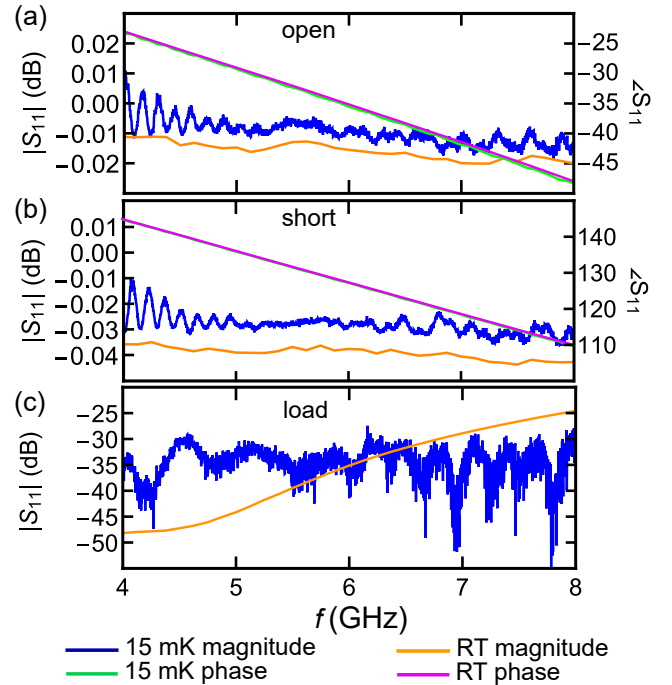 (a)
open
|S₁₁| (dB)
0.02
0.01
0.00
−0.01
−0.02
−25
−30
−35
−40
−45
∠S₁₁
(b)
short
|S₁₁| (dB)
0.01
0.00
−0.01
−0.02
−0.03
−0.04
140
130
120
110
∠S₁₁
(c)
load
|S₁₁| (dB)
−25
−30
−35
−40
−45
−50
4 5 6 7 8
f (GHz)
15 mK magnitude
RT magnitude
15 mK phase
RT phase